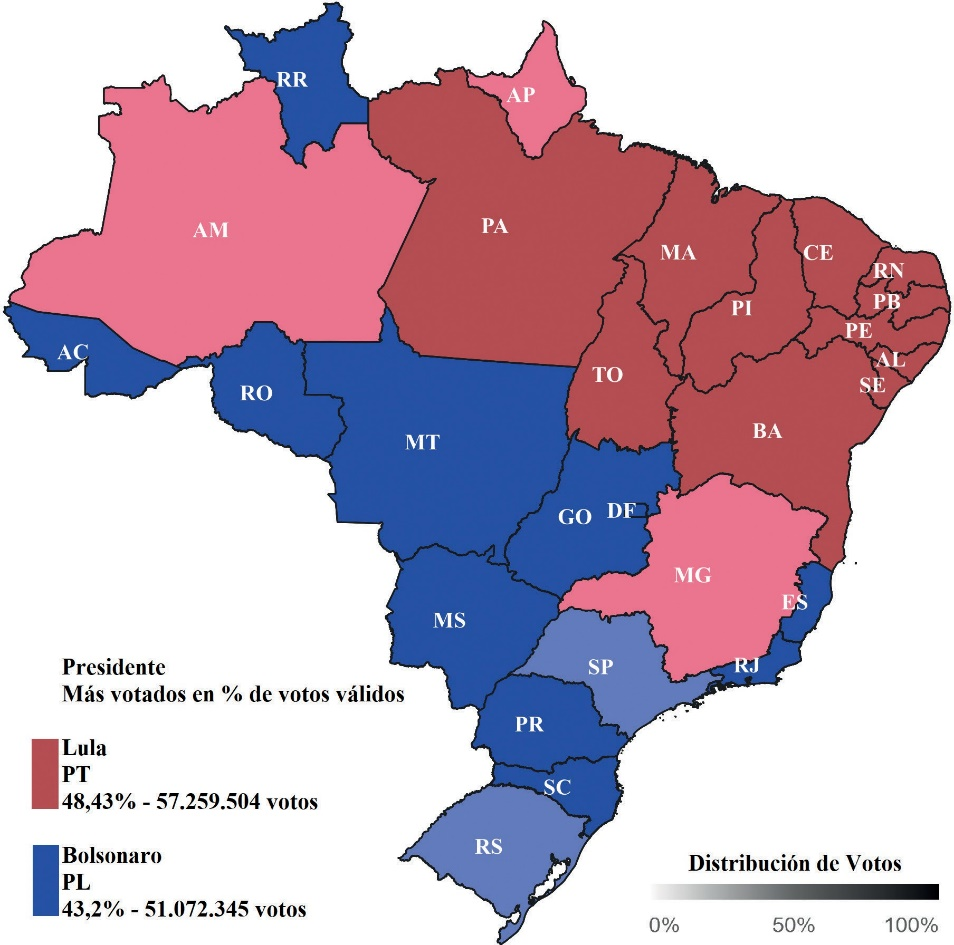 RR
AP
AM
PA
MA
CE
RN
PB
PI
PE
AL
SE
AC
RO
TO
BA
MT
GO
DF
MG
ES
MS
SP
RJ
PR
SC
RS
Presidente
Más votados en % de votos válidos
Lula
PT
48,43% - 57.259.504 votos
Bolsonaro
PL
43,2% - 51.072.345 votos
Distribución de Votos
0% 50% 100%